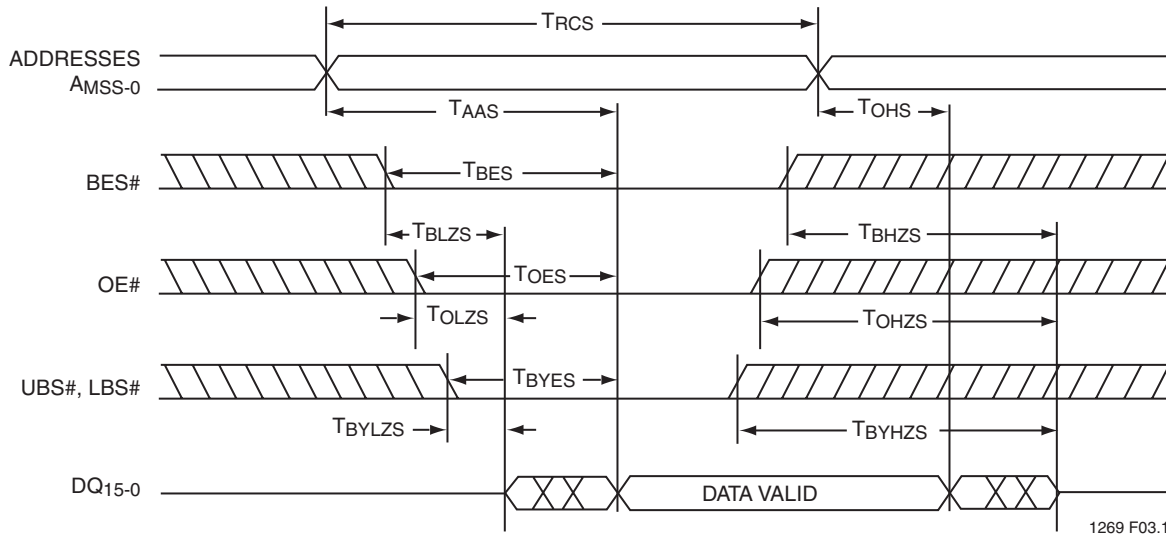 TRCS
ADDRESSES
AMSS-0
TAAS
TOHS
BES#
TBES
TBLZS
TBHZS
OE#
TOES
TOLZS
TOHZS
UBS#, LBS#
TBYES
TBYLZS
TBYHZS
DQ15-0
DATA VALID
1269 F03.1